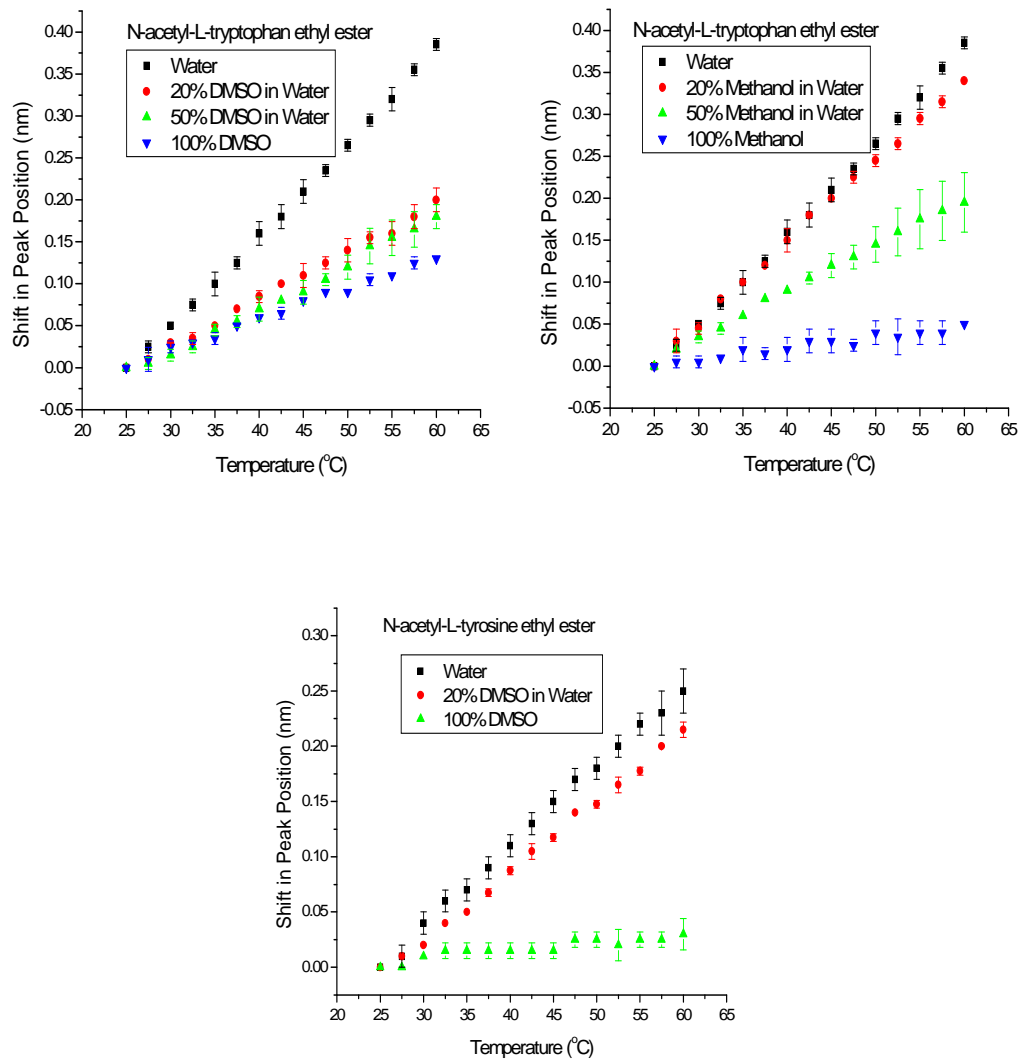 N-acetyl-L-tryptophan ethyl ester
Water
20% DMSO in Water
50% DMSO in Water
100% DMSO
Shift in Peak Position (nm)
0.40
0.35
0.30
0.25
0.20
0.15
0.10
0.05
0.00
-0.05
20 25 30 35 40 45 50 55 60 65
Temperature (°C)
N-acetyl-L-tryptophan ethyl ester
Water
20% Methanol in Water
50% Methanol in Water
100% Methanol
Shift in Peak Position (nm)
0.40
0.35
0.30
0.25
0.20
0.15
0.10
0.05
0.00
-0.05
20 25 30 35 40 45 50 55 60 65
Temperature (°C)
N-acetyl-L-tyrosine ethyl ester
Water
20% DMSO in Water
100% DMSO
Shift in Peak Position (nm)
0.30
0.25
0.20
0.15
0.10
0.05
0.00
20 25 30 35 40 45 50 55 60 65
Temperature (°C)